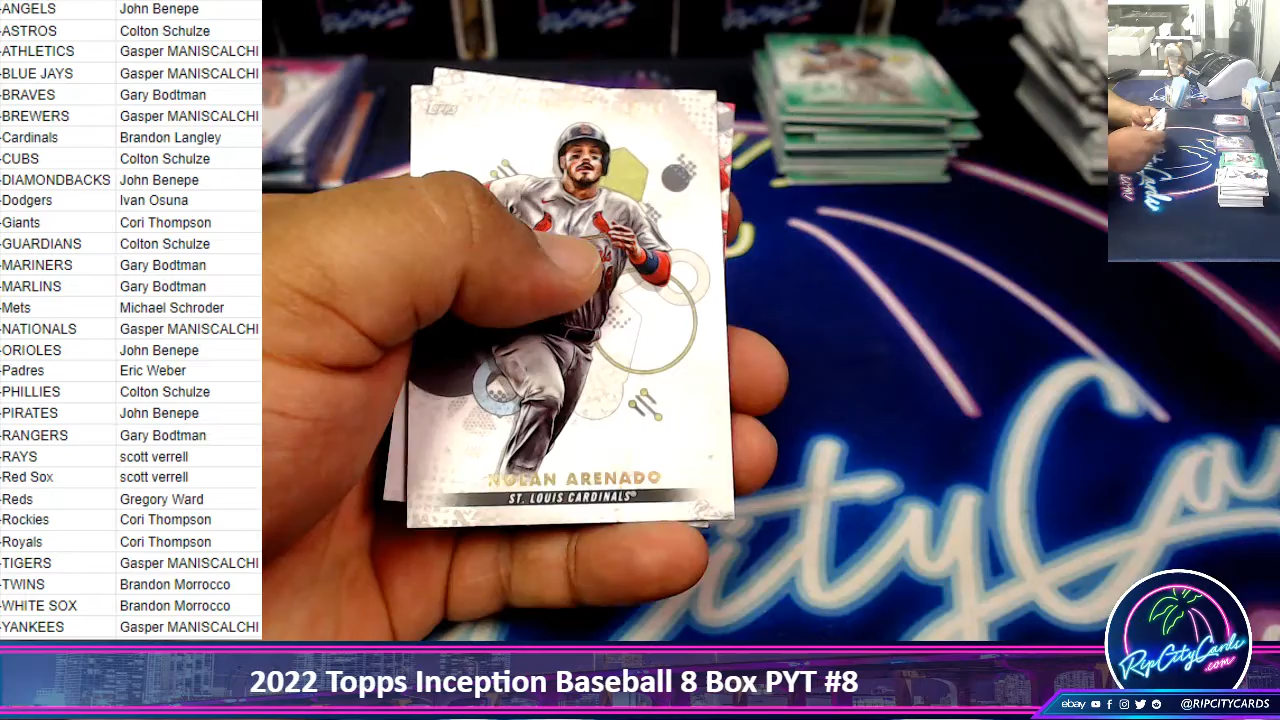 -ANGELS John Benepe
-ASTROS Colton Schulze
-ATHLETICS Gasper MANISCALCHI
-BLUE JAYS Gasper MANISCALCHI
-BRAVES Gary Bodtman
-BREWERS Gasper MANISCALCHI
-Cardinals Brandon Langley
-CUBS Colton Schulze
-DIAMONDBACKS John Benepe
-Dodgers Ivan Osuna
-Giants Cori Thompson
-GUARDIANS Colton Schulze
-MARINERS Gary Bodtman
-MARLINS Gary Bodtman
-Mets Michael Schroder
-NATIONALS Gasper MANISCALCHI
-ORIOLES John Benepe
-Padres Eric Weber
-PHILLIES Colton Schulze
-PIRATES John Benepe
-RANGERS Gary Bodtman
-RAYS scott verrell
-Red Sox scott verrell
-Reds Gregory Ward
-Rockies Cori Thompson
-Royals Cori Thompson
-TIGERS Gasper MANISCALCHI
-TWINS Brandon Morrocco
-WHITE SOX Brandon Morrocco
-YANKEES Gasper MANISCALCHI
NOLAN ARENADO
ST. LOUIS CARDINALS
ityCa
RipCityCards
.com
2022 Topps Inception Baseball 8 Box PYT #8
ebay @RIPCITYCARDS